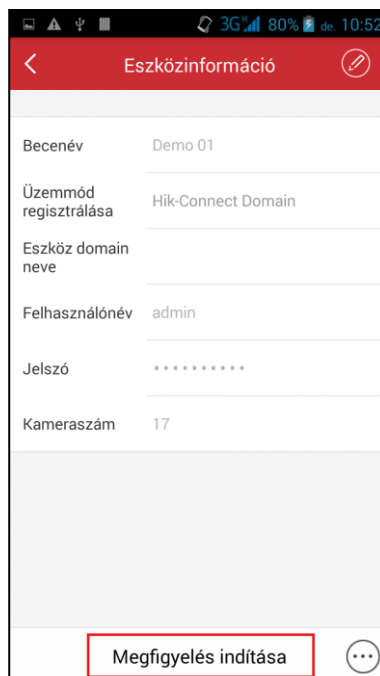 3G H 80% de. 10:52
Eszközinformáció
Becenév Demo 01
Üzemmód
regisztrálása Hik-Connect Domain
Eszköz domain
neve
Felhasználónév admin
Jelszó ••••••••••
Kameraszám 17
Megfigyelés indítása